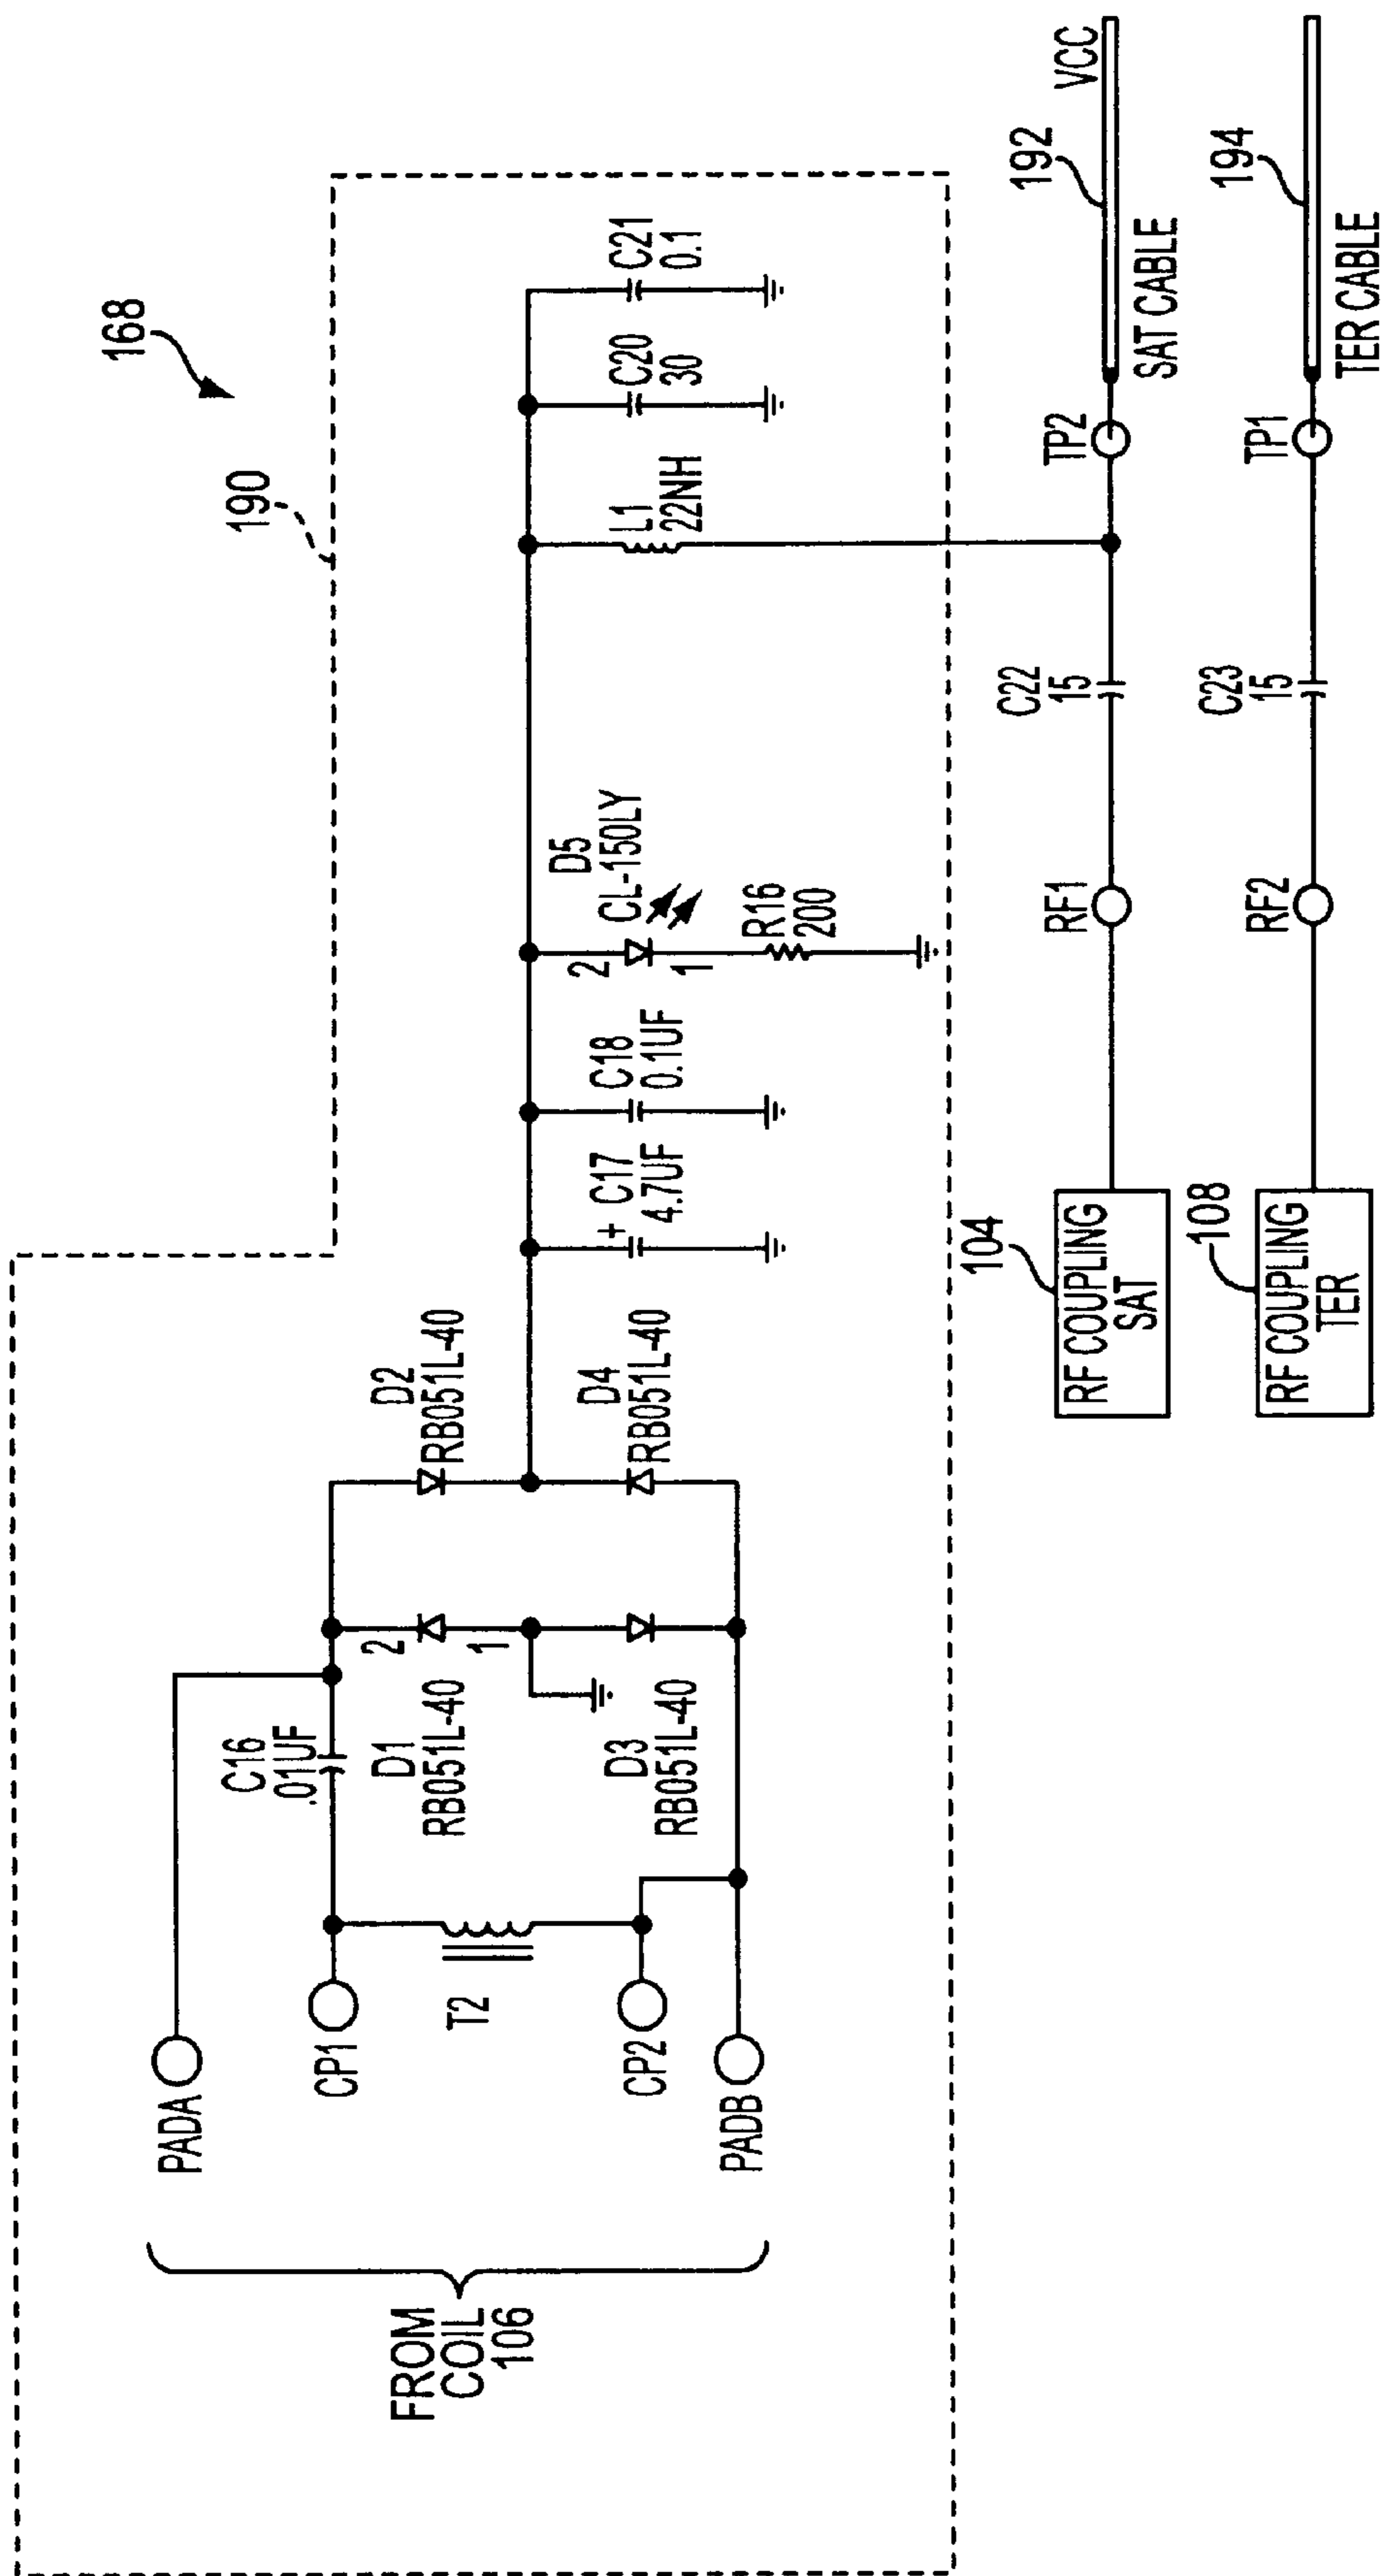 168
190
FROM
COIL
106
PADA
CP1
T2
CP2
PADB
C16
.01UF
D1
RB051L-40
2
1
D3
RB051L-40
D2
RB051L-40
D4
RB051L-40
+
C17
4.7UF
C18
0.1UF
D5
CL-150LY
2
1
R16
200
L1
22NH
C20
30
C21
0.1
104
RF COUPLING
SAT
RF1
C22
15
TP2
192
VCC
SAT CABLE
108
RF COUPLING
TER
RF2
C23
15
TP1
194
TER CABLE